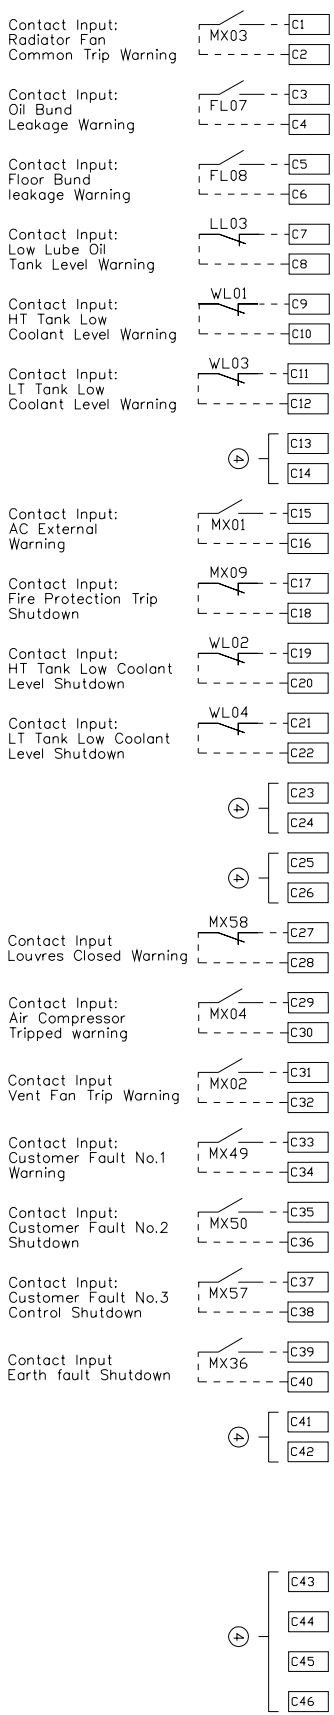 Contact Input:
Radiator Fan
Common Trip Warning
MX03
C1
C2
Contact Input:
Oil Bund
Leakage Warning
FL07
C3
C4
Contact Input:
Floor Bund
leakage Warning
FL08
C5
C6
Contact Input:
Low Lube Oil
Tank Level Warning
LL03
C7
C8
Contact Input:
HT Tank Low
Coolant Level Warning
WL01
C9
C10
Contact Input:
LT Tank Low
Coolant Level Warning
WL03
C11
C12
4
C13
C14
Contact Input:
AC External
Warning
MX01
C15
C16
Contact Input:
Fire Protection Trip
Shutdown
MX09
C17
C18
Contact Input:
HT Tank Low Coolant
Level Shutdown
WL02
C19
C20
Contact Input:
LT Tank Low Coolant
Level Shutdown
WL04
C21
C22
4
C23
C24
4
C25
C26
Contact Input
Louvres Closed Warning
MX58
C27
C28
Contact Input:
Air Compressor
Tripped warning
MX04
C29
C30
Contact Input
Vent Fan Trip Warning
MX02
C31
C32
Contact Input:
Customer Fault No.1
Warning
MX49
C33
C34
Contact Input:
Customer Fault No.2
Shutdown
MX50
C35
C36
Contact Input:
Customer Fault No.3
Control Shutdown
MX57
C37
C38
Contact Input
Earth fault Shutdown
MX36
C39
C40
4
C41
C42
4
C43
C44
C45
C46